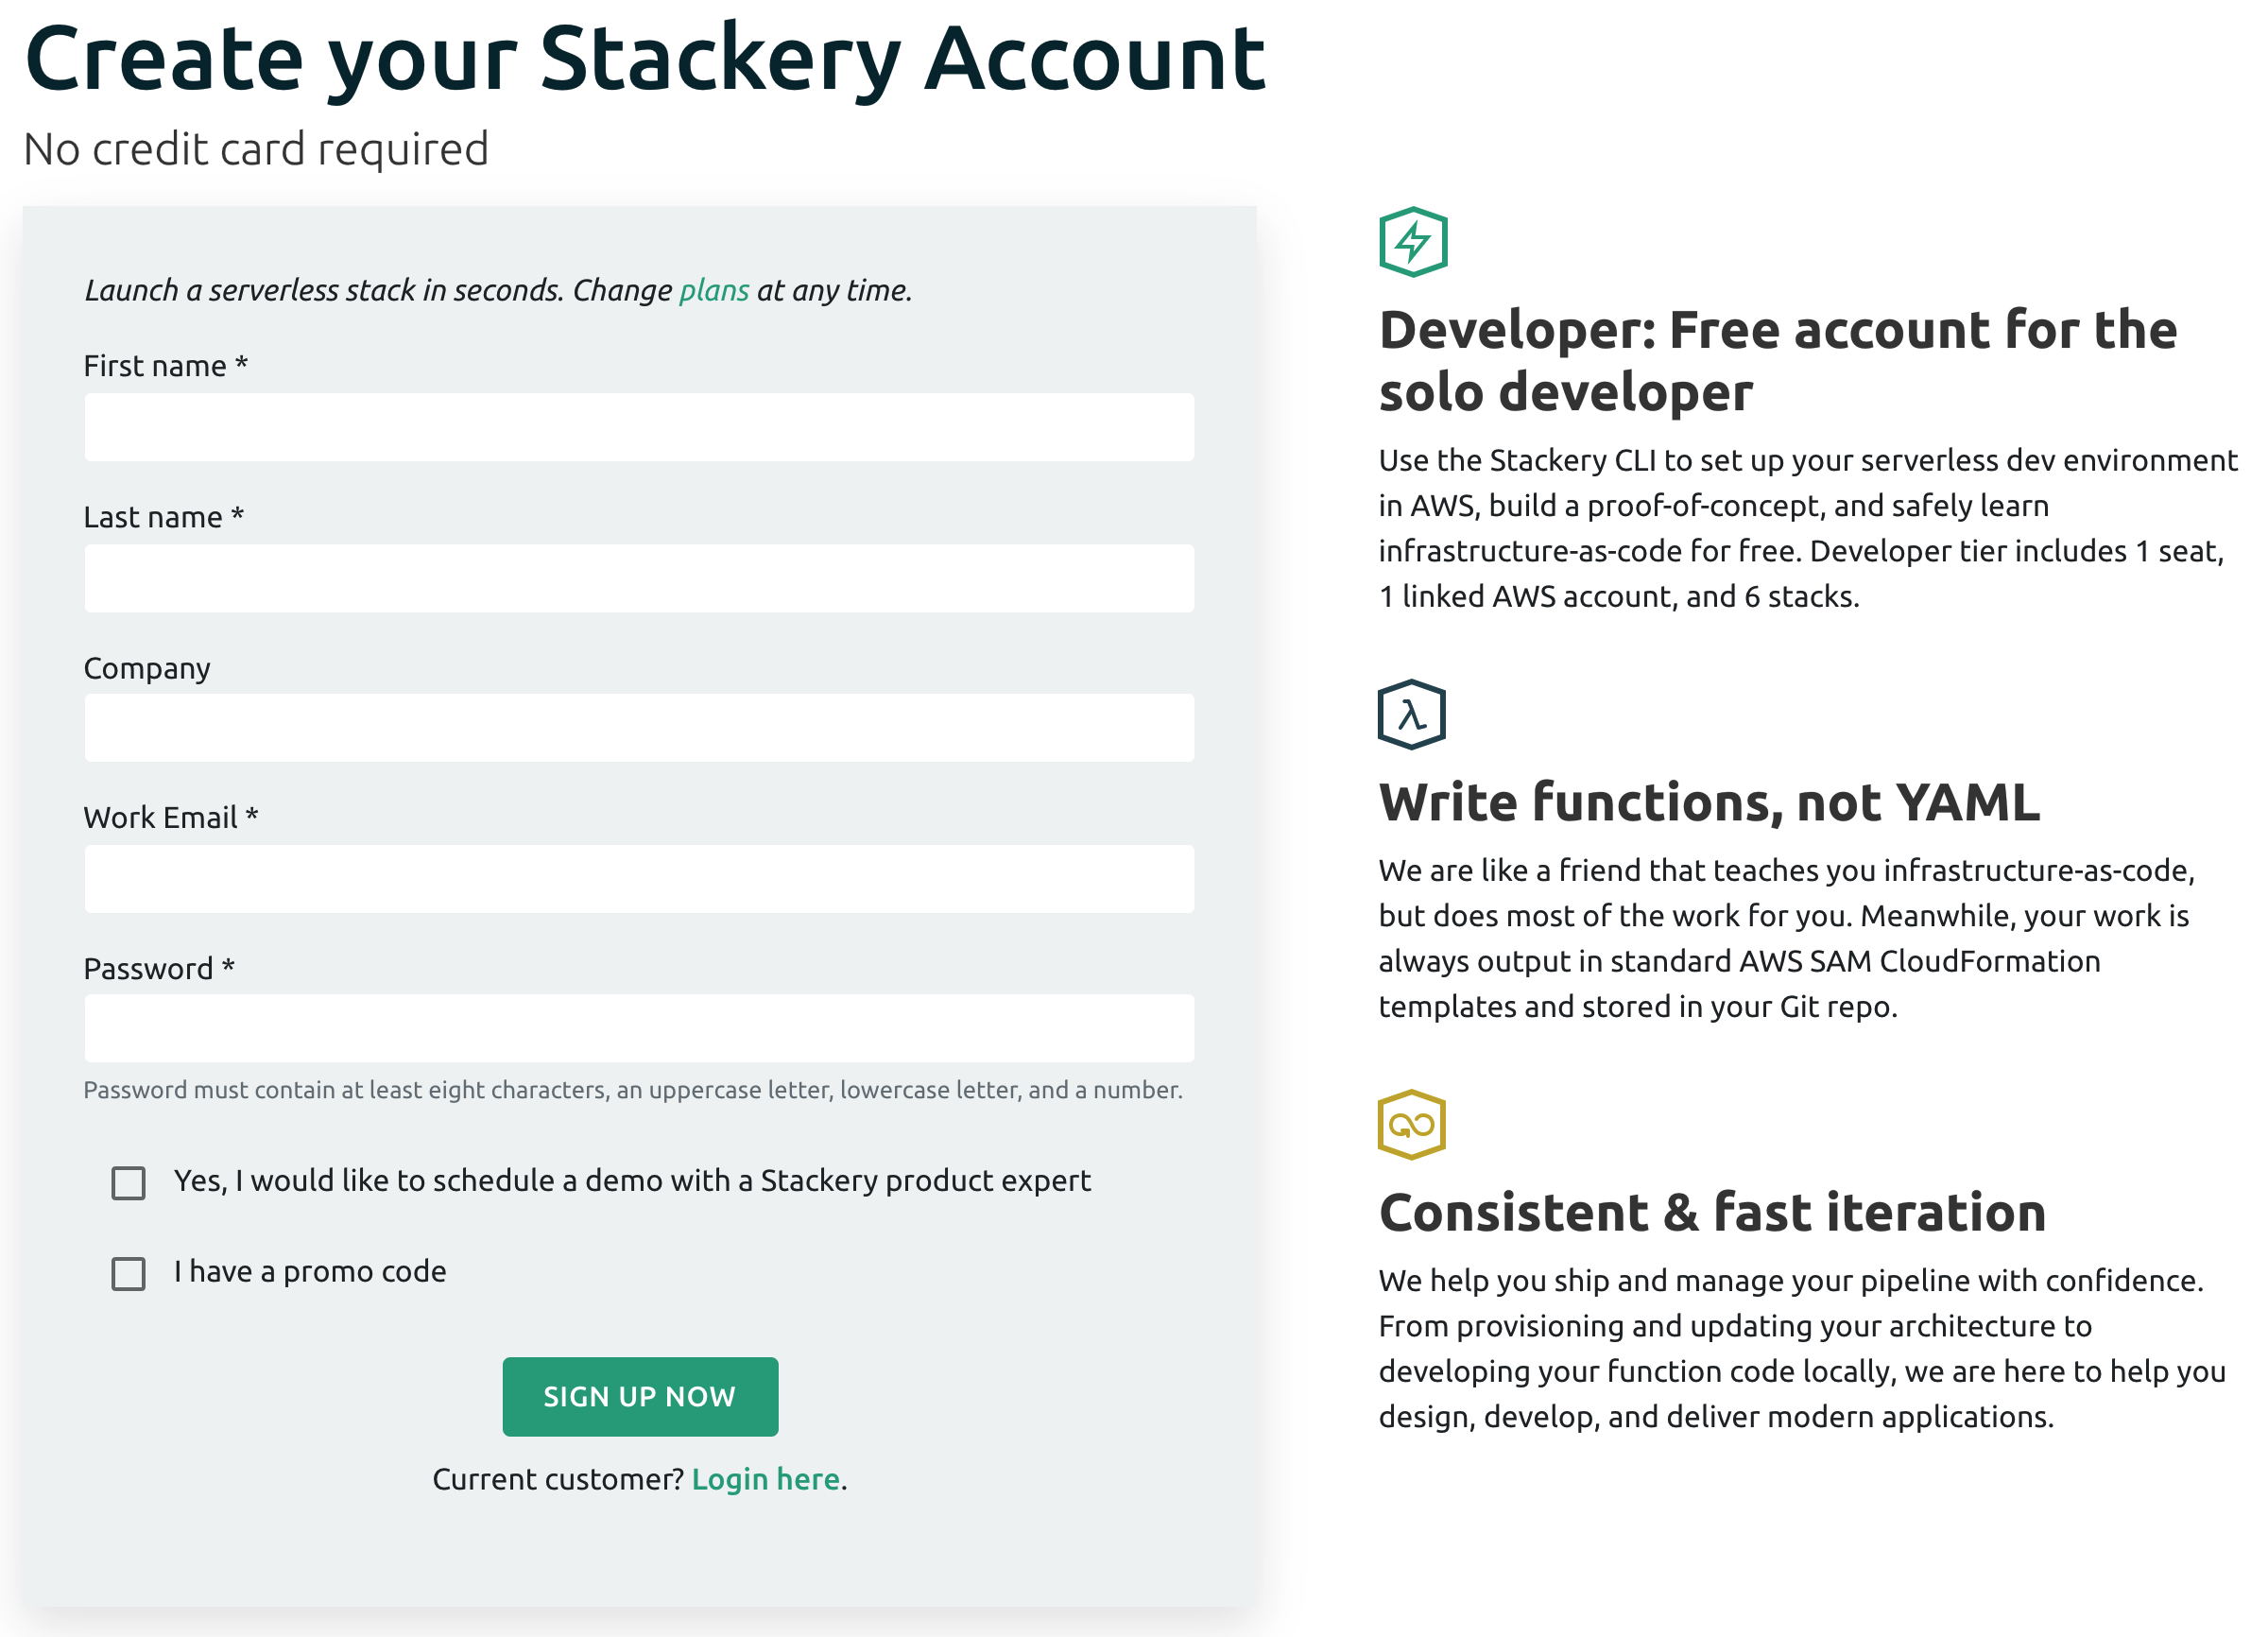 Create your Stackery Account
No credit card required
Launch a serverless stack in seconds. Change plans at any time.
First name *
Last name *
Company
Work Email *
Password *
Password must contain at least eight characters, an uppercase letter, lowercase letter, and a number.
Yes, I would like to schedule a demo with a Stackery product expert
I have a promo code
SIGN UP NOW
Current customer? Login here.
Developer: Free account for the
solo developer
Use the Stackery CLI to set up your serverless dev environment
in AWS, build a proof-of-concept, and safely learn
infrastructure-as-code for free. Developer tier includes 1 seat,
1 linked AWS account, and 6 stacks.
λ
Write functions, not YAML
We are like a friend that teaches you infrastructure-as-code,
but does most of the work for you. Meanwhile, your work is
always output in standard AWS SAM CloudFormation
templates and stored in your Git repo.
Consistent & fast iteration
We help you ship and manage your pipeline with confidence.
From provisioning and updating your architecture to
developing your function code locally, we are here to help you
design, develop, and deliver modern applications.